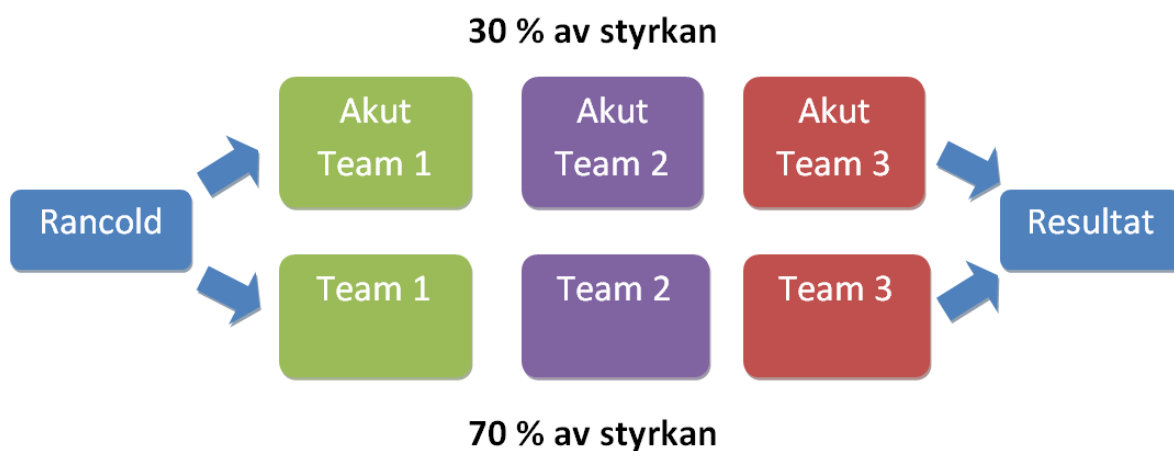 30 % av styrkan
Rancold
Akut
Team 1
Akut
Team 2
Akut
Team 3
Team 1
Team 2
Team 3
Resultat
70 % av styrkan